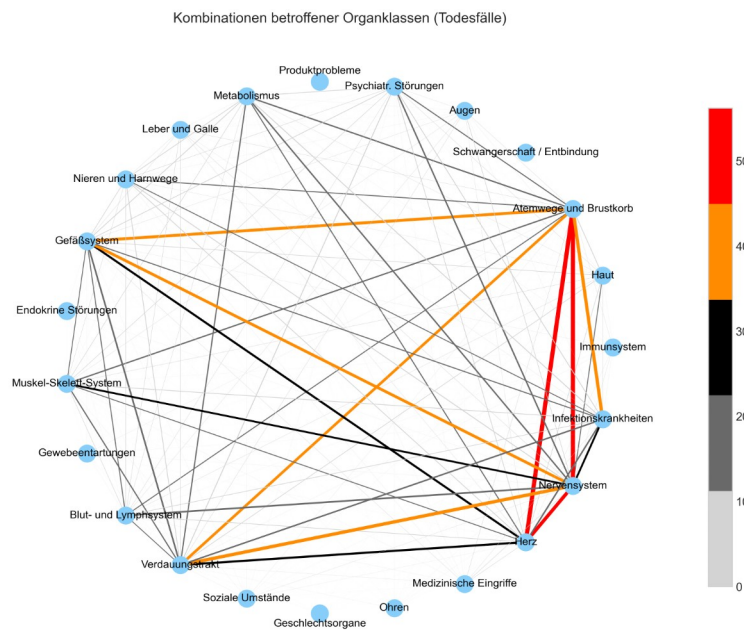 Kombinationen betroffener Organklassen (Todesfälle)
Produktprobleme
Psychiatr. Störungen
Metabolismus
Augen
Leber und Galle
Schwangerschaft / Entbindung
Nieren und Harnwege
Atemwege und Brustkorb
Gefäßsystem
Haut
Endokrine Störungen
Immunsystem
Muskel-Skelett-System
Infektionskrankheiten
Gewebeentartungen
Nervensystem
Blut- und Lymphsystem
Herz
Verdauungstrakt
Medizinische Eingriffe
Soziale Umstände
Ohren
Geschlechtsorgane
50
40
30
20
10
0